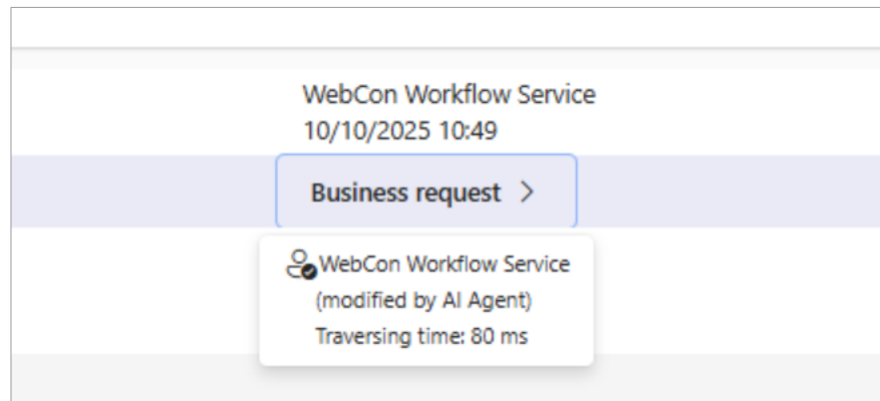 WebCon Workflow Service
10/10/2025 10:49
Business request
WebCon Workflow Service
(modified by AI Agent)
Traversing time: 80 ms